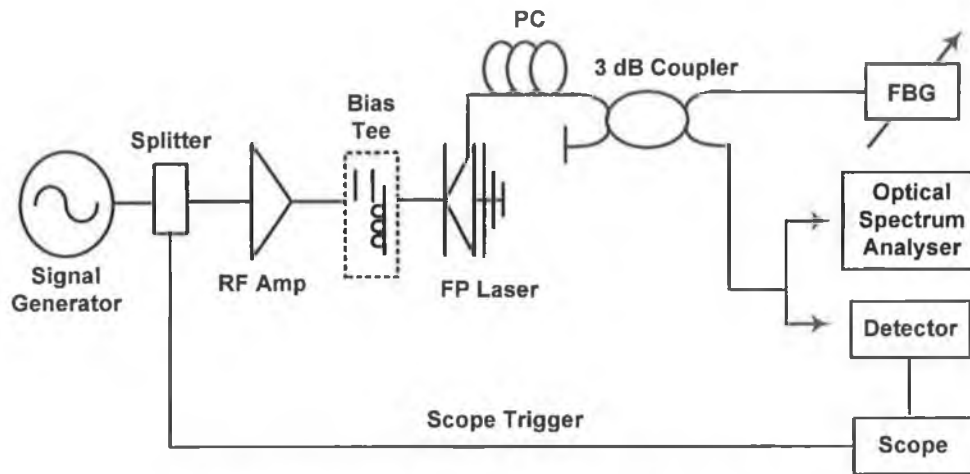 PC
3 dB Coupler
FBG
Bias
Tee
Splitter
Optical
Spectrum
Analyser
Signal
Generator
RF Amp
FP Laser
Detector
Scope Trigger
Scope